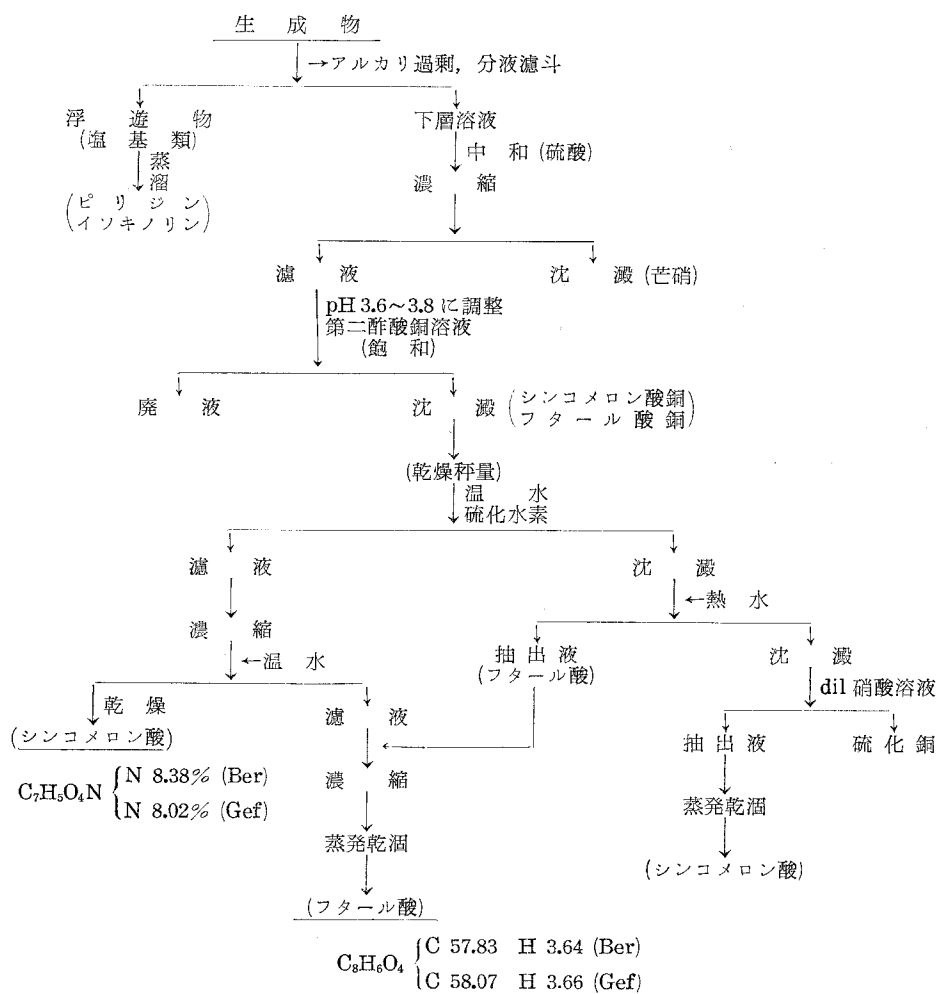 生成物
→アルカリ過剰，分液濾斗
浮遊物
(塩基類)
下層溶液
蒸溜
中和(硫酸)
(ピリジン
イソキノリン)
濃縮
濾液
沈澱(芒硝)
pH 3.6～3.8に調整
第二酢酸銅溶液
(飽和)
廃液
沈澱(シンコメロン酸銅
フタール酸銅)
(乾燥秤量)
温水
硫化水素
濾液
沈澱
←熱水
濃縮
←温水
抽出液
(フタール酸)
沈澱
dil 硝酸溶液
乾燥
(シンコメロン酸)
濾液
抽出液
硫化銅
C₇H₅O₄N { N 8.38% (Ber)
N 8.02% (Gef)
濃縮
蒸発乾涸
蒸発乾涸
(シンコメロン酸)
(フタール酸)
C₈H₆O₄ { C 57.83 H 3.64 (Ber)
C 58.07 H 3.66 (Gef)